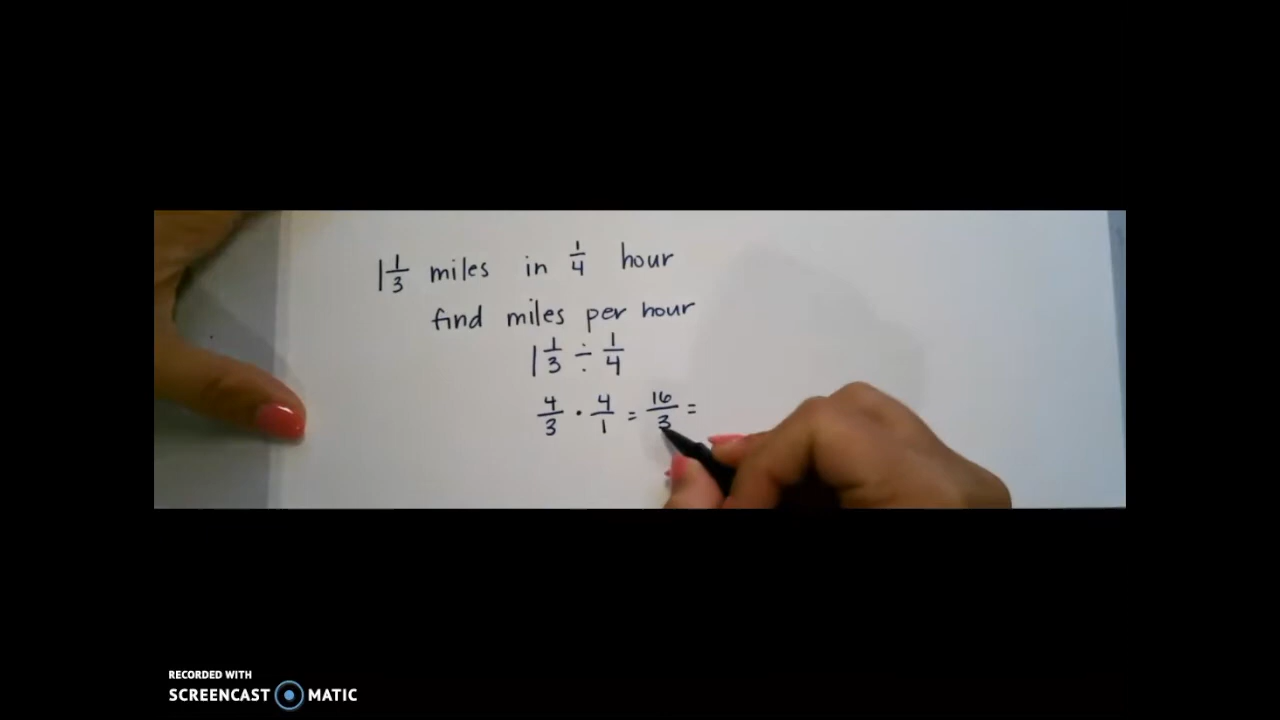 1 1/3 miles in 1/4 hour
find miles per hour
1 1/3 ÷ 1/4
4/3 · 4/1 = 16/3 =
RECORDED WITH
SCREENCAST MATIC